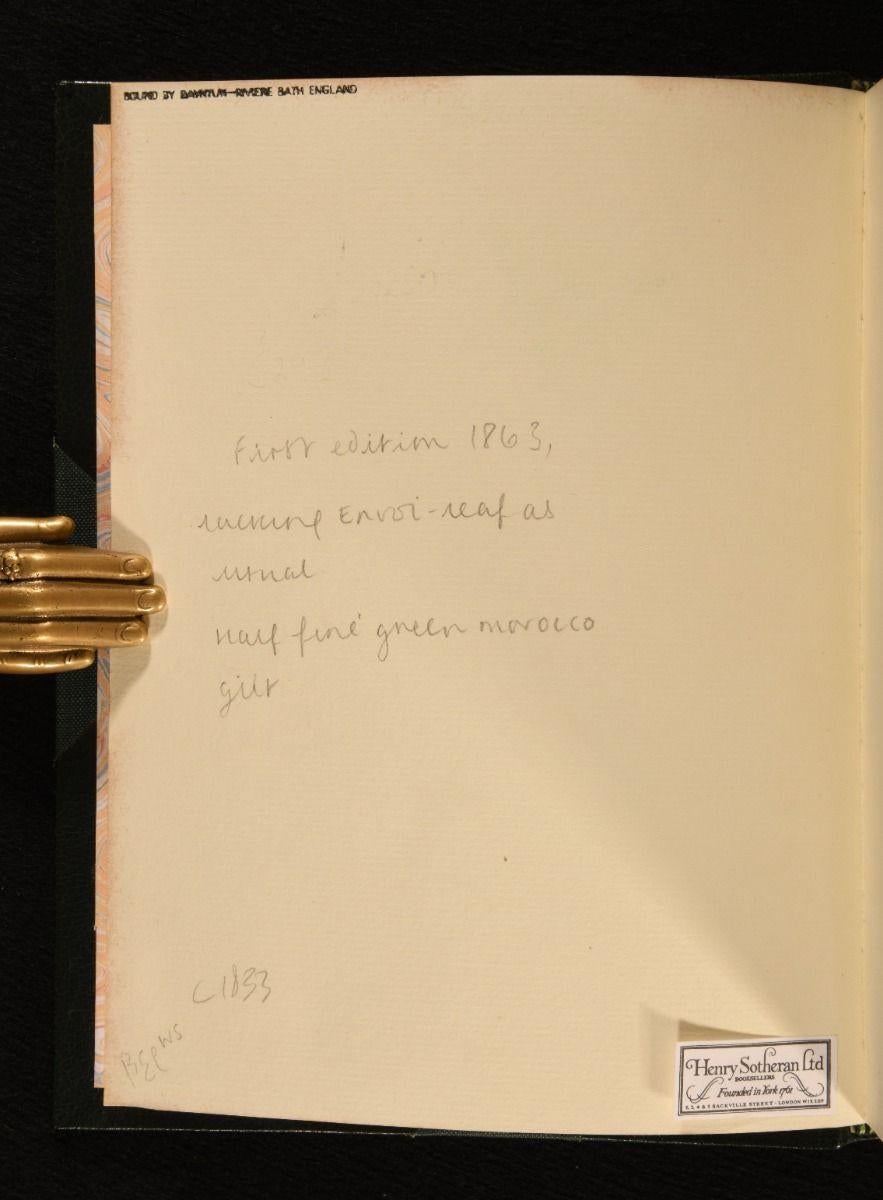 BOUND BY BAYNTUN-RIVIERE BATH ENGLAND
First edition 1863,
lacking Envoi-leaf as
usual
Half fine green morocco
gilt
C1833
WS
Henry Sotheran Ltd
BOOKSELLERS
Founded in York 1761
2, 3, 4 & 5 SACKVILLE STREET · LONDON W1X 2DP